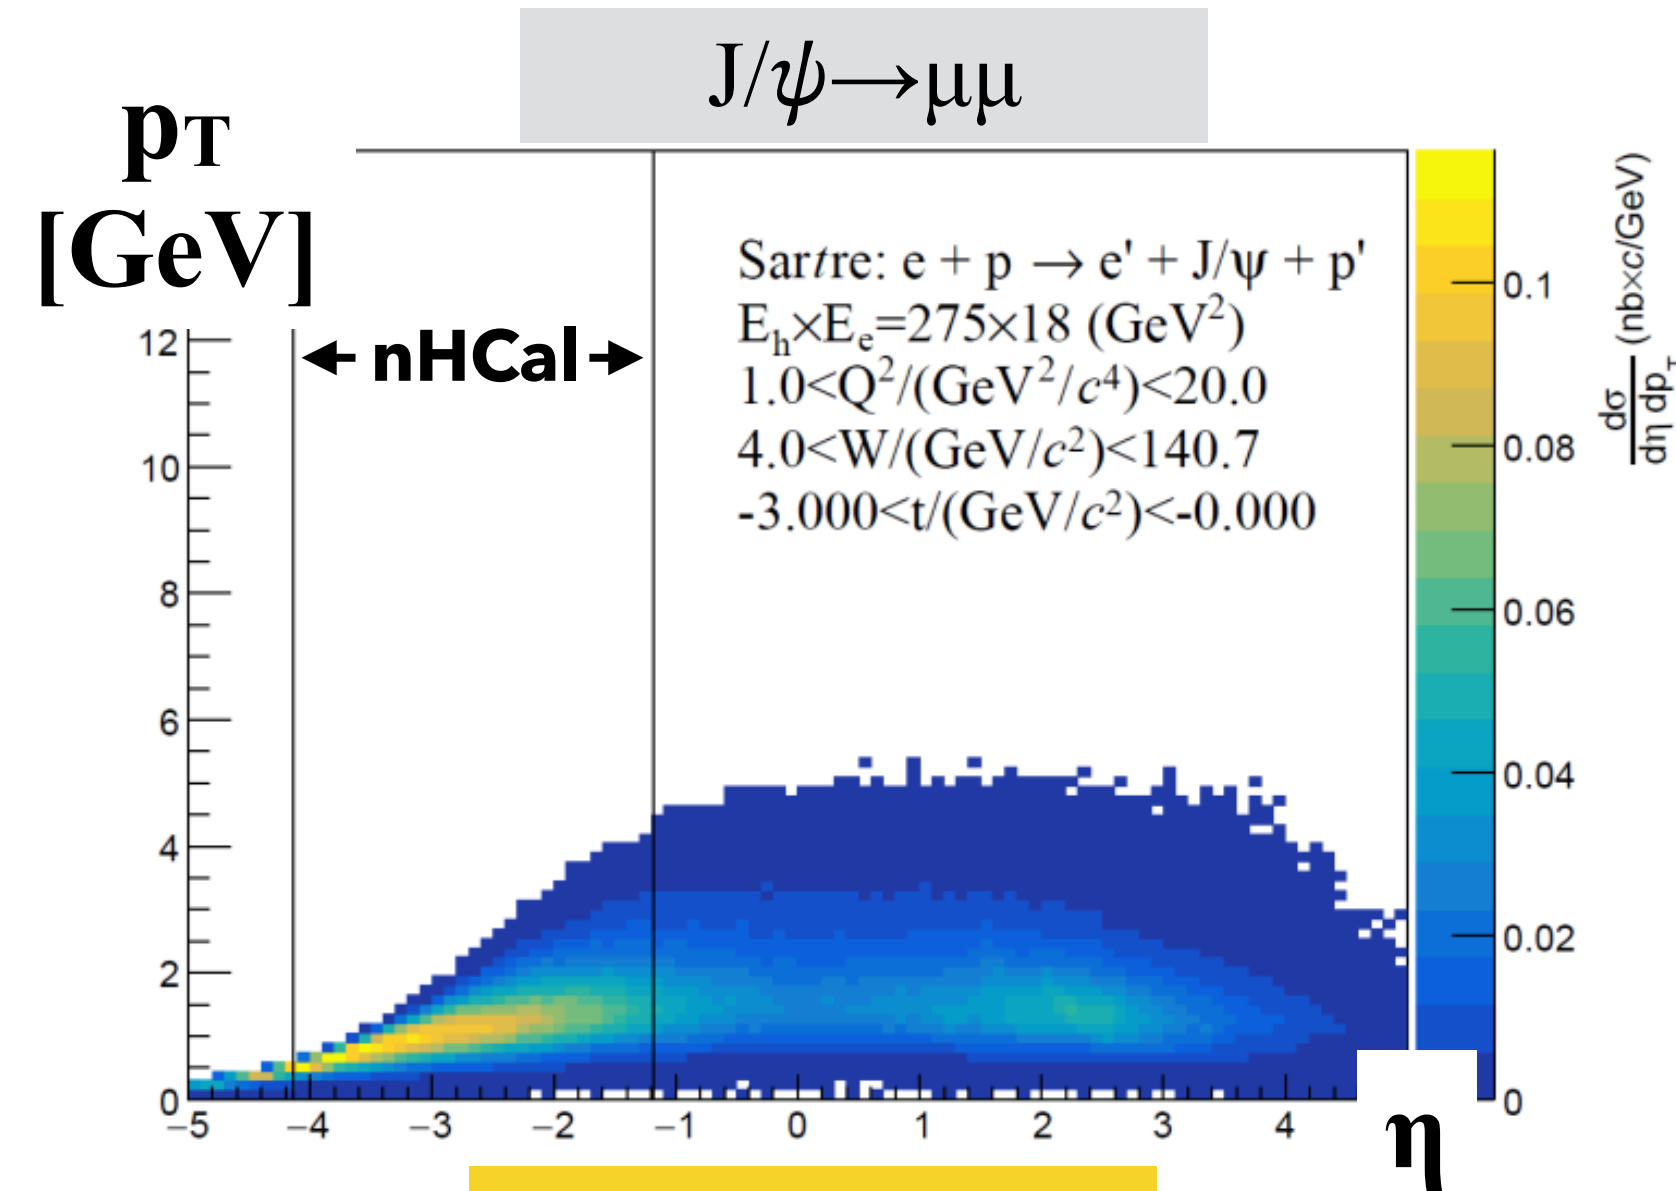 J/ψ→μμ
pT
[GeV]
Sartre: e + p → e' + J/ψ + p'
Eh×Ee=275×18 (GeV²)
1.0<Q²/(GeV²/c⁴)<20.0
4.0<W/(GeV/c²)<140.7
-3.000<t/(GeV/c²)<-0.000
nHCal
12
10
8
6
4
2
0
−5 −4 −3 −2 −1 0 1 2 3 4
η
0.1
0.08
0.06
0.04
0.02
0
dσ
dη dpT
(nb×c/GeV)